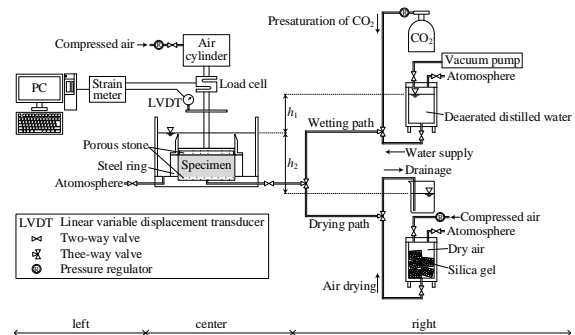 Presaturation of CO2
Compressed air
Air
cylinder
CO2
Vacuum pump
Atomosphere
PC
Strain
meter
Load cell
LVDT
h1
Deaerated distilled water
Wetting path
Porous stone
Steel ring
Specimen
h2
Water supply
Drainage
Atomosphere
Drying path
Compressed air
Atomosphere
Dry air
Silica gel
Air drying
LVDT Linear variable displacement transducer
Two-way valve
Thee-way valve
R Pressure regulator
left center right